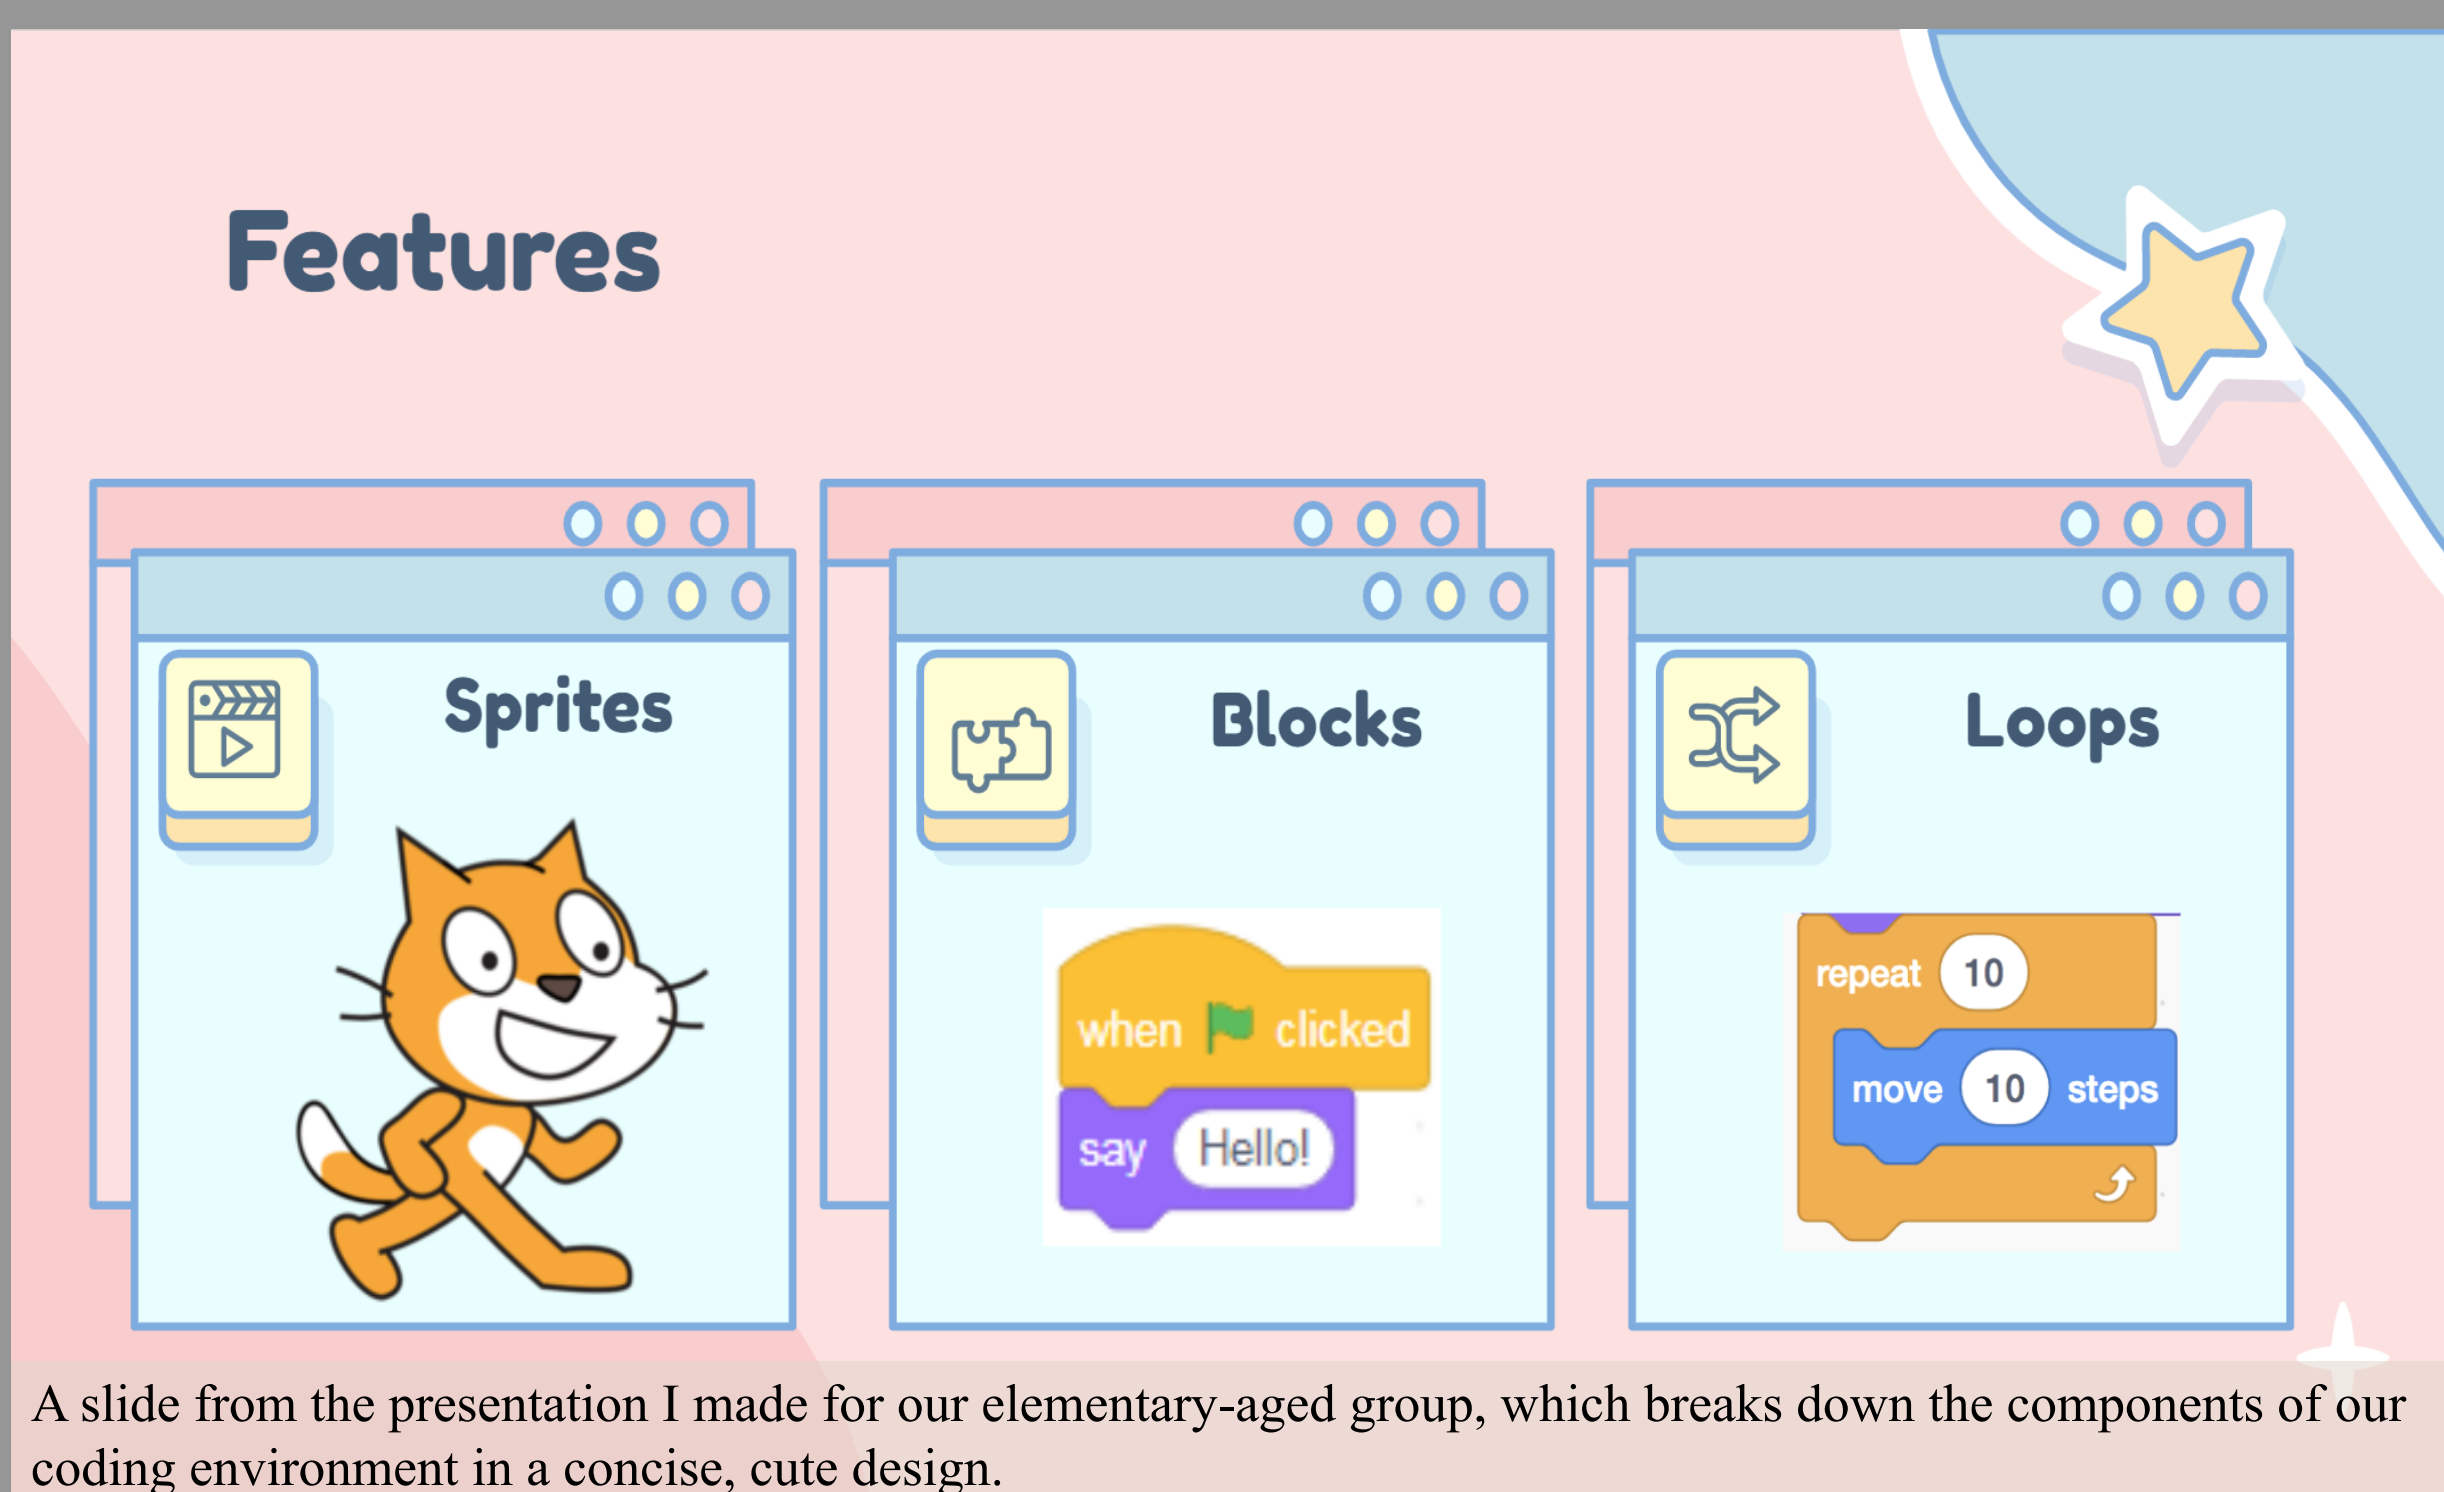 Features
Sprites
Blocks
Loops
when clicked
say Hello!
repeat 10
move 10 steps
A slide from the presentation I made for our elementary-aged group, which breaks down the components of our
coding environment in a concise, cute design.